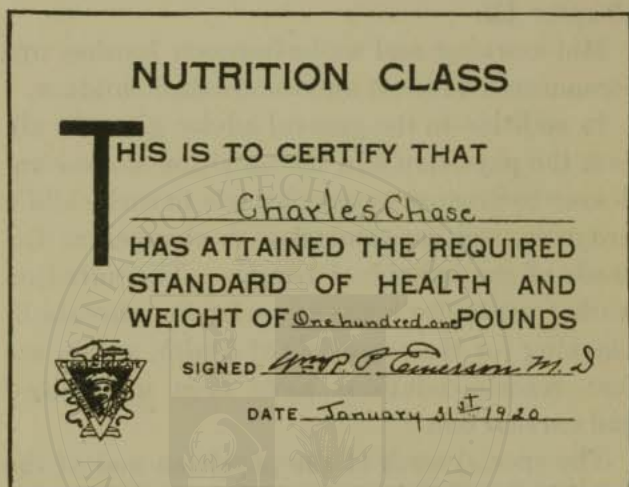 NUTRITION CLASS
THIS IS TO CERTIFY THAT
Charles Chase
HAS ATTAINED THE REQUIRED
STANDARD OF HEALTH AND
WEIGHT OF One hundred one POUNDS
SIGNED Wm. R. P. Emerson M.D
DATE January 31st 1920